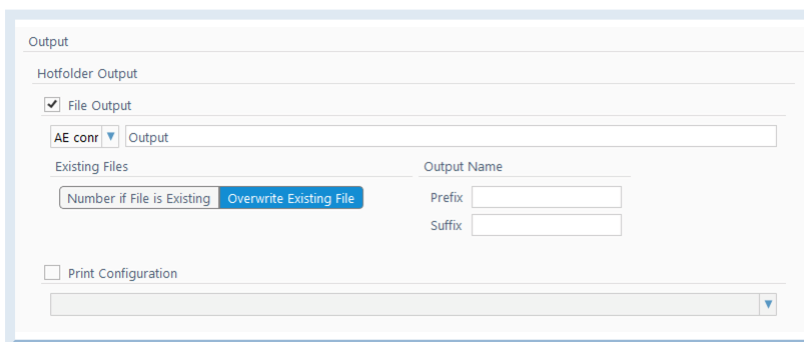 Output
Hotfolder Output
File Output
AE conr Output
Existing Files Output Name
Number if File is Existing Overwrite Existing File Prefix
Suffix
Print Configuration